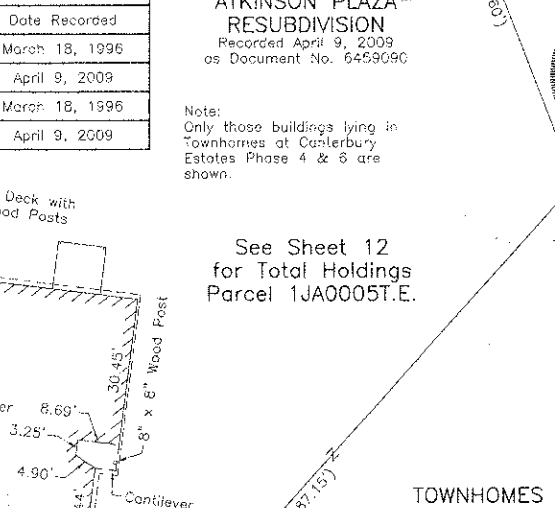 Date Recorded
March 18, 1996
April 9, 2009
March 18, 1996
April 9, 2009
ATKINSON PLAZA
RESUBDIVISION
Recorded April 9, 2009
as Document No. 6459090
Note:
Only those buildings lying in
Townhomes at Canterbury
Estates Phase 4 & 6 are
shown.
Deck with
Posts
See Sheet 12
for Total Holdings
Parcel 1JA0005T.E.
30.45'
8" x 8" Wood Post
8.69'
3.25'
4.90'
Cantilever
87.15')
TOWNHOMES